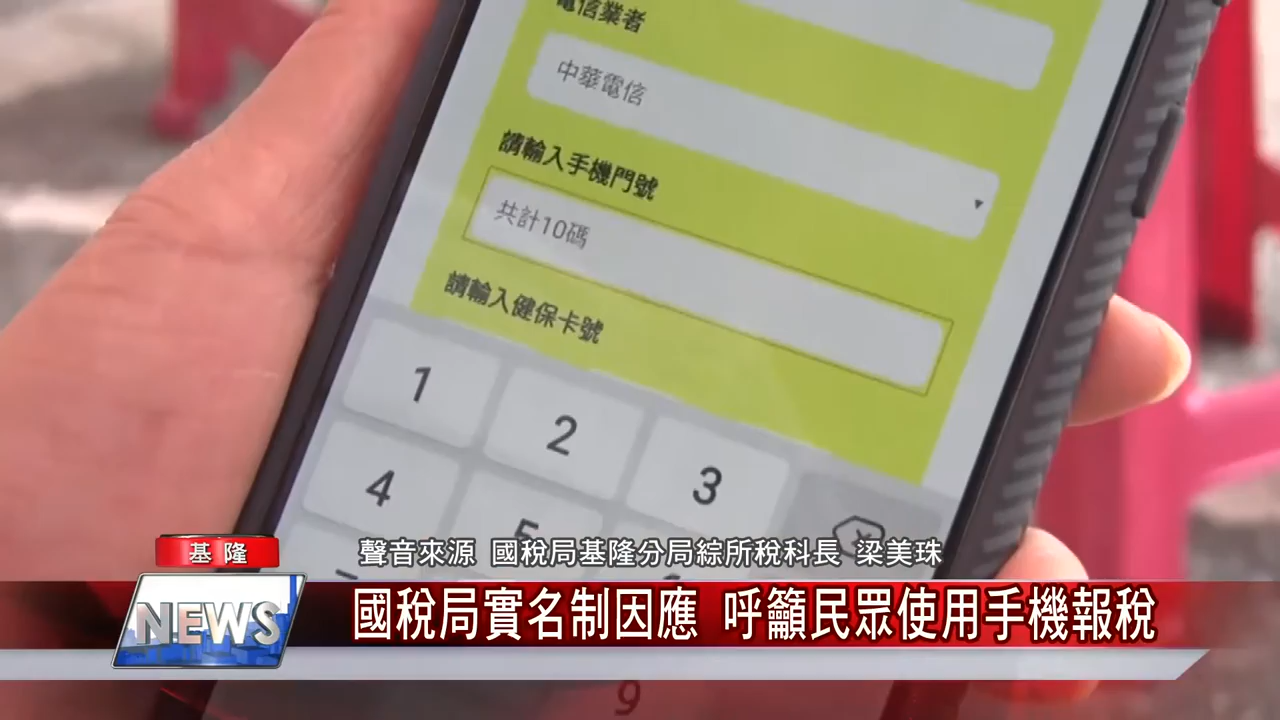 電信業者
中華電信
請輸入手機門號
共計10碼
請輸入健保卡號
1
2
3
4
5
基隆
聲音來源 國稅局基隆分局綜所稅科長 梁美珠
NEWS
國稅局實名制因應 呼籲民眾使用手機報稅
9